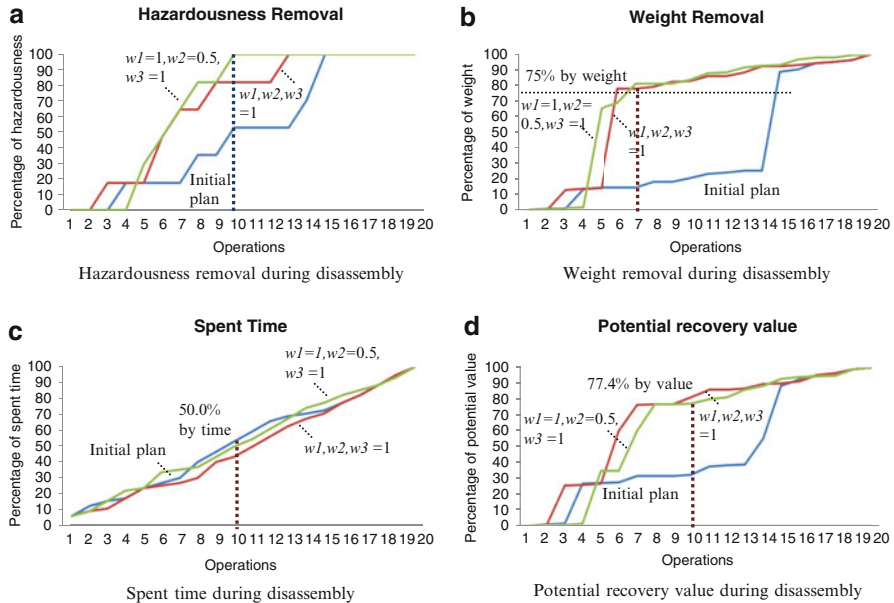 a
Hazardousness Removal
Percentage of hazardousness
100
90
80
70
60
50
40
30
20
10
0
w1=1,w2=0.5,
w3=1
w1,w2,w3
=1
Initial
plan
1 2 3 4 5 6 7 8 9 10 11 12 13 14 15 16 17 18 19 20
Operations
Hazardousness removal during disassembly
b
Weight Removal
Percentage of weight
100
90
80
70
60
50
40
30
20
10
0
75% by weight
w1=1,w2=
0.5,w3=1
w1,w2,w3
=1
Initial plan
1 2 3 4 5 6 7 8 9 10 11 12 13 14 15 16 17 18 19 20
Operations
Weight removal during disassembly
c
Spent Time
Percentage of spent time
100
90
80
70
60
50
40
30
20
10
0
w1=1,w2=0.5,
w3=1
50.0%
by time
Initial plan
w1,w2,w3=1
1 2 3 4 5 6 7 8 9 10 11 12 13 14 15 16 17 18 19 20
Operations
Spent time during disassembly
d
Potential recovery value
Percentage of potential value
100
90
80
70
60
50
40
30
20
10
0
77.4% by value
w1=1,w2=0.5,
w3=1
w1,w2,w3
=1
Initial plan
1 2 3 4 5 6 7 8 9 10 11 12 13 14 15 16 17 18 19 20
Operations
Potential recovery value during disassembly